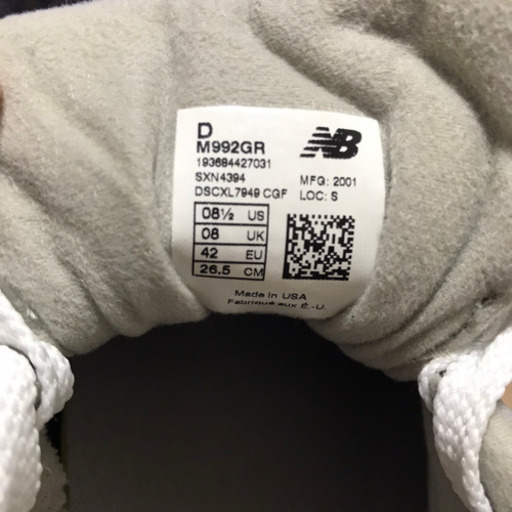 D
M992GR
NB
193684427031
SXN4394
MFG: 2001
DSCXL7949 CGF
LOC: S
08½ US
08 UK
42 EU
26.5 CM
Made in USA
Fabriqué aux É.-U.